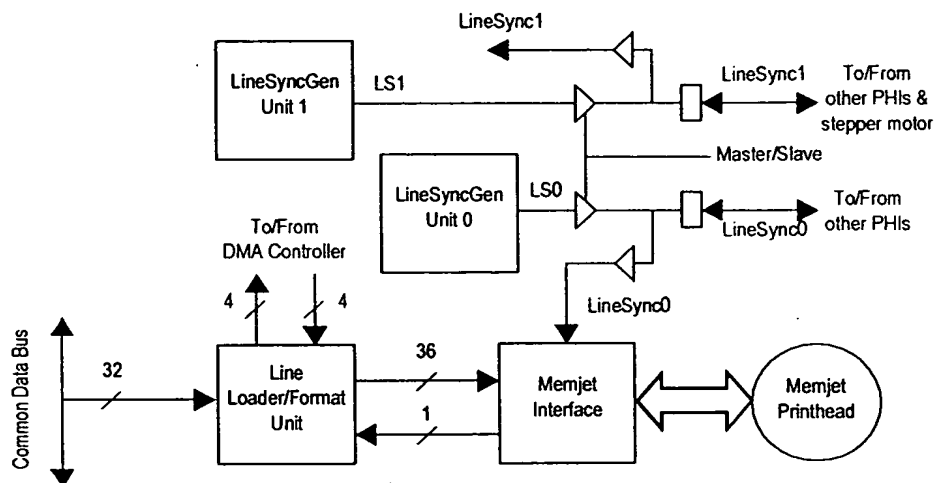 LineSync1
LineSyncGen
Unit 1
LS1
LineSync1
To/From
other PHIs &
stepper motor
Master/Slave
LineSyncGen
Unit 0
LS0
LineSync0
To/From
other PHIs
To/From
DMA Controller
4
4
LineSync0
Common Data Bus
32
Line
Loader/Format
Unit
36
1
Memjet
Interface
Memjet
Printhead